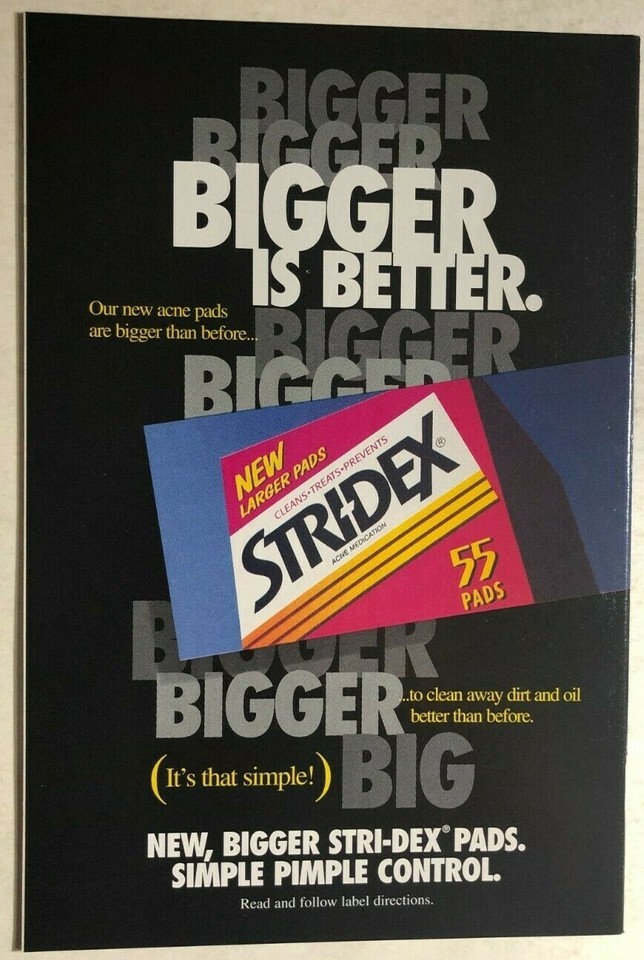 BIGGER
BIGGER
BIGGER
IS BETTER.
Our new acne pads
are bigger than before...
BIGGER
BIGGER
NEW
LARGER PADS
CLEANS•TREATS•PREVENTS
STRI-DEX®
ACNE MEDICATION
55
PADS
BIGGER
BIGGER
...to clean away dirt and oil
better than before.
(It's that simple!)
BIG
NEW, BIGGER STRI-DEX® PADS.
SIMPLE PIMPLE CONTROL.
Read and follow label directions.